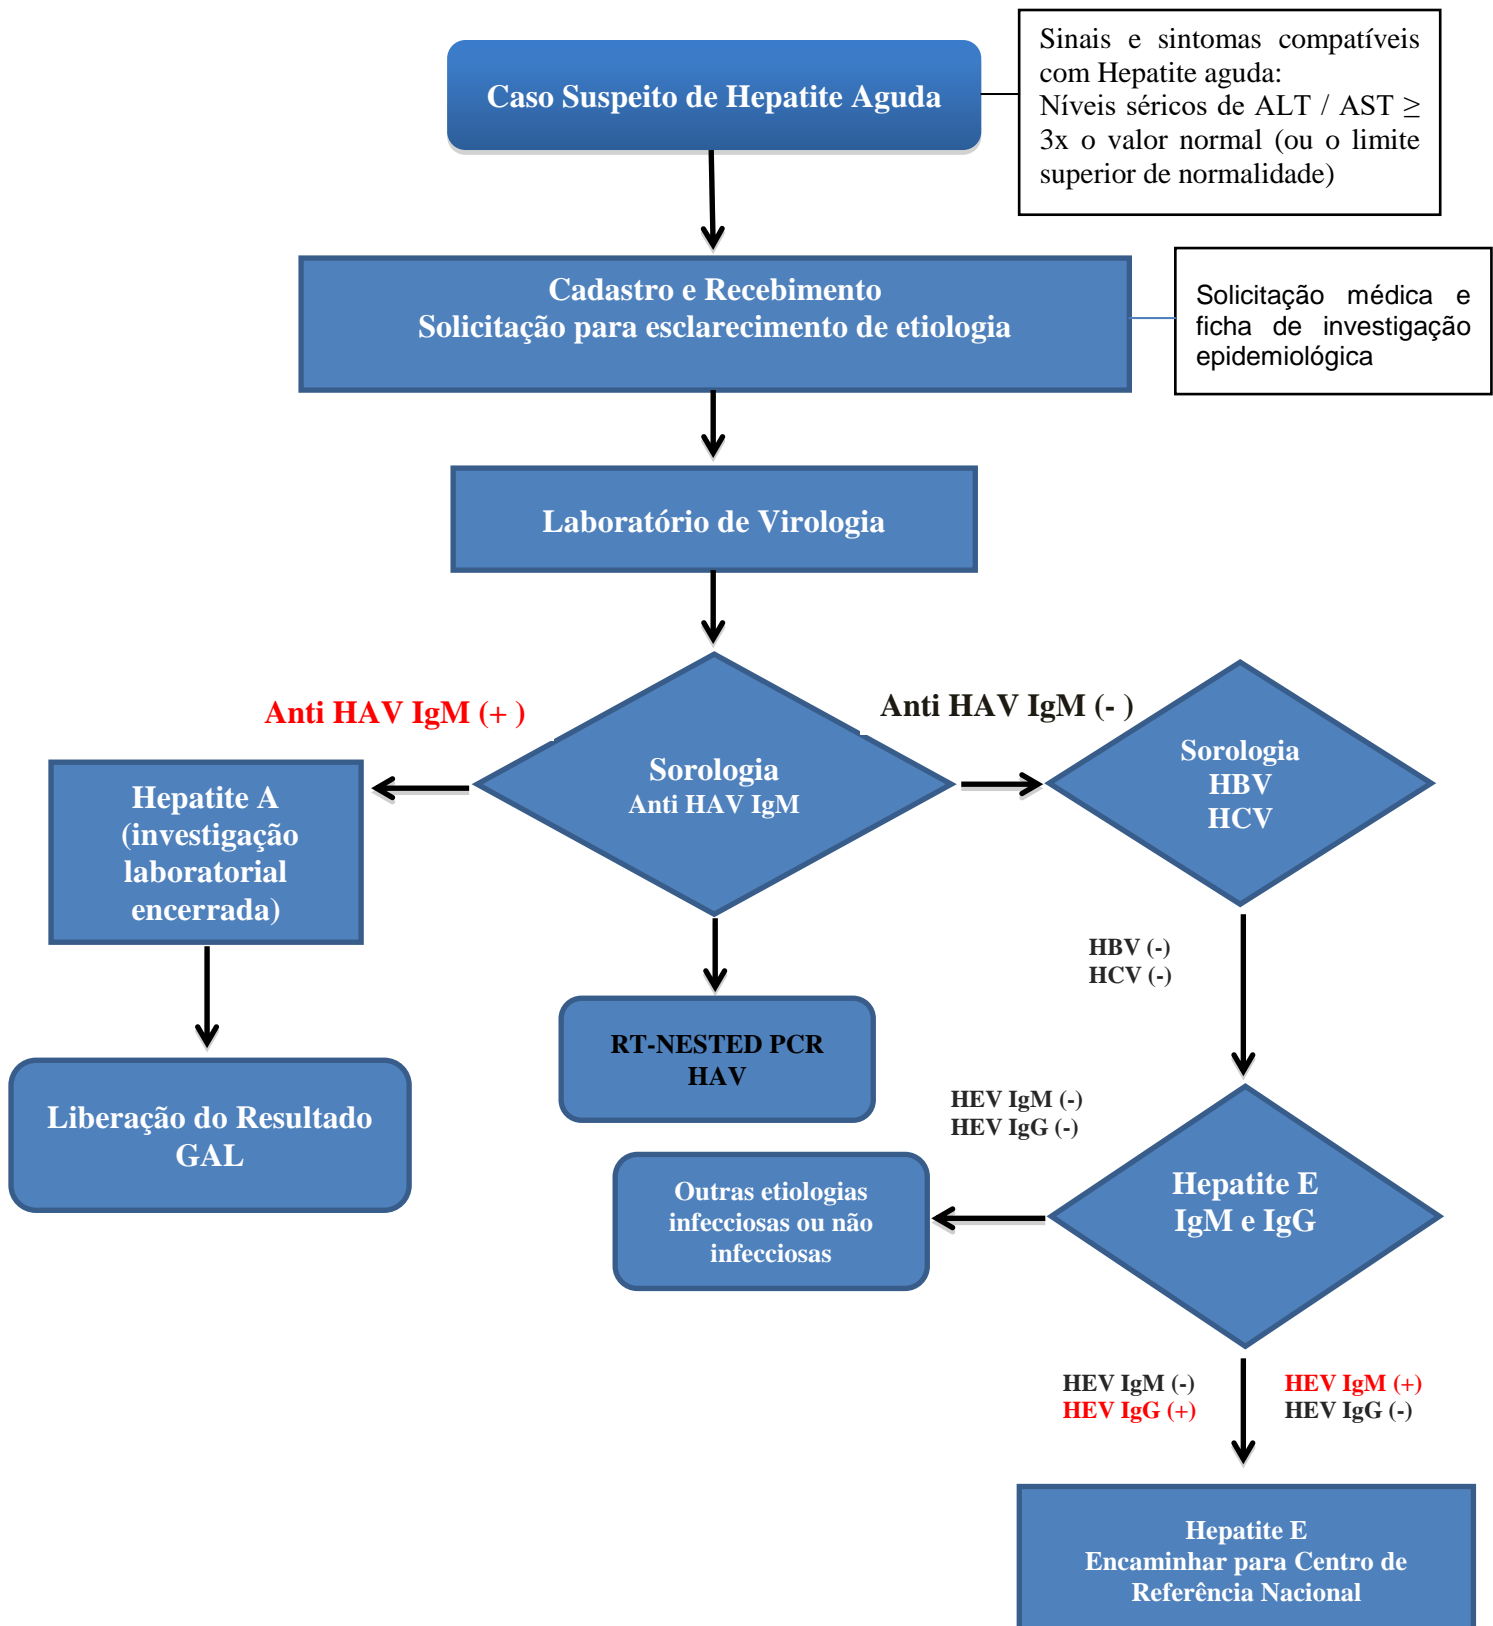 Caso Suspeito de Hepatite Aguda
Sinais e sintomas compatíveis
com Hepatite aguda:
Níveis séricos de ALT / AST ≥
3x o valor normal (ou o limite
superior de normalidade)
Cadastro e Recebimento
Solicitação para esclarecimento de etiologia
Solicitação médica e
ficha de investigação
epidemiológica
Laboratório de Virologia
Anti HAV IgM (+ )
Anti HAV IgM (- )
Sorologia
Anti HAV IgM
Sorologia
HBV
HCV
Hepatite A
(investigação
laboratorial
encerrada)
HBV (-)
HCV (-)
RT-NESTED PCR
HAV
Liberação do Resultado
GAL
HEV IgM (-)
HEV IgG (-)
Hepatite E
IgM e IgG
Outras etiologias
infecciosas ou não
infecciosas
HEV IgM (-)
HEV IgG (+)
HEV IgM (+)
HEV IgG (-)
Hepatite E
Encaminhar para Centro de
Referência Nacional